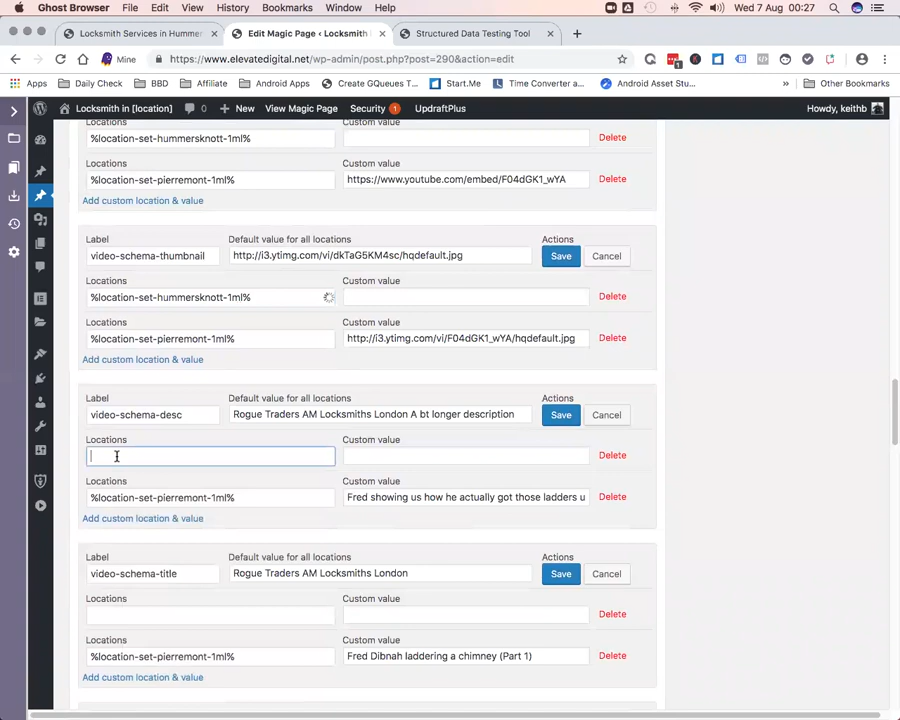 Ghost Browser File Edit View History Bookmarks Window Help Wed 7 Aug 00:27
Locksmith Services in Hummer Edit Magic Page ‹ Locksmith Structured Data Testing Tool
Mine https://www.elevatedigital.net/wp-admin/post.php?post=290&action=edit
Apps Daily Check BBD Affiliate Android Apps Create GQueues T Start.Me Time Converter a Android Asset Stu Other Bookmarks
Locksmith in [location] 0 New View Magic Page Security 1 UpdraftPlus Howdy, keithb
Locations Custom value
%location-set-hummersknott-1ml% Delete
Locations Custom value
%location-set-pierremont-1ml% https://www.youtube.com/embed/F04dGK1_wYA Delete
Add custom location & value
Label Default value for all locations Actions
video-schema-thumbnail http://i3.ytimg.com/vi/dkTaG5KM4sc/hqdefault.jpg Save Cancel
Locations Custom value
%location-set-hummersknott-1ml% Delete
Locations Custom value
%location-set-pierremont-1ml% http://i3.ytimg.com/vi/F04dGK1_wYA/hqdefault.jpg Delete
Add custom location & value
Label Default value for all locations Actions
video-schema-desc Rogue Traders AM Locksmiths London A bt longer description Save Cancel
Locations Custom value
Delete
Locations Custom value
%location-set-pierremont-1ml% Fred showing us how he actually got those ladders u Delete
Add custom location & value
Label Default value for all locations Actions
video-schema-title Rogue Traders AM Locksmiths London Save Cancel
Locations Custom value
Delete
Locations Custom value
%location-set-pierremont-1ml% Fred Dibnah laddering a chimney (Part 1) Delete
Add custom location & value